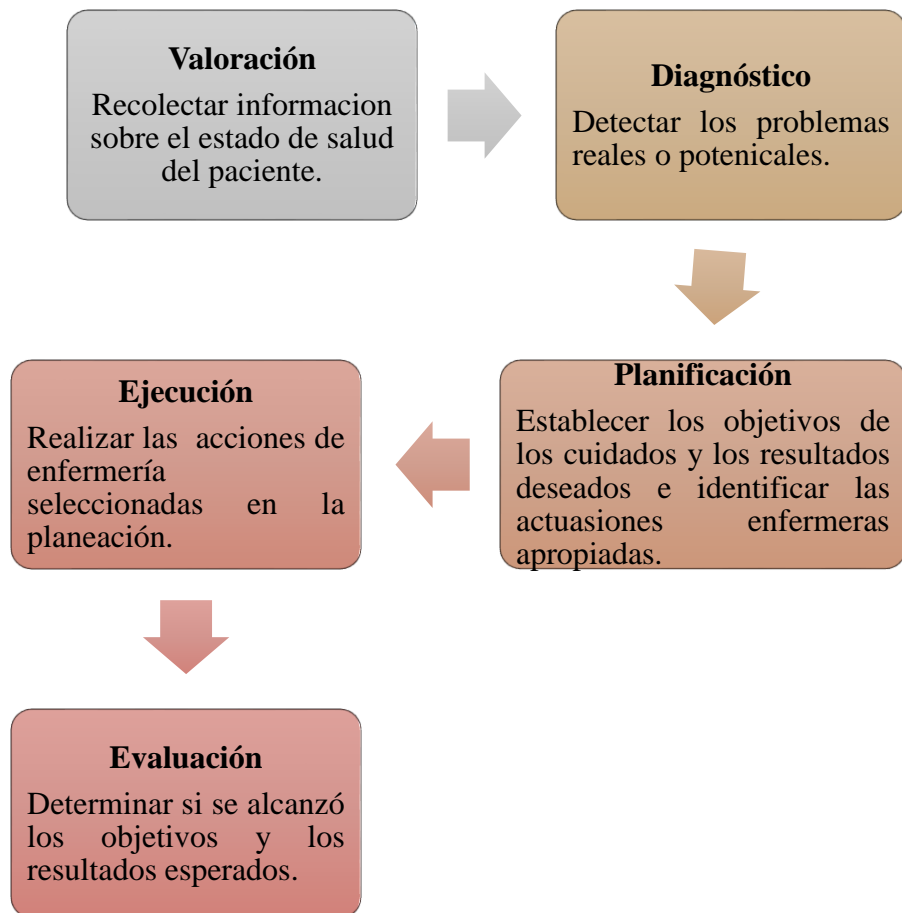 Valoración
Recolectar informacion
sobre el estado de salud
del paciente.
Diagnóstico
Detectar los problemas
reales o potenicales.
Planificación
Establecer los objetivos de
los cuidados y los resultados
deseados e identificar las
actuasiones enfermeras
apropiadas.
Ejecución
Realizar las acciones de
enfermería
seleccionadas en la
planeación.
Evaluación
Determinar si se alcanzó
los objetivos y los
resultados esperados.